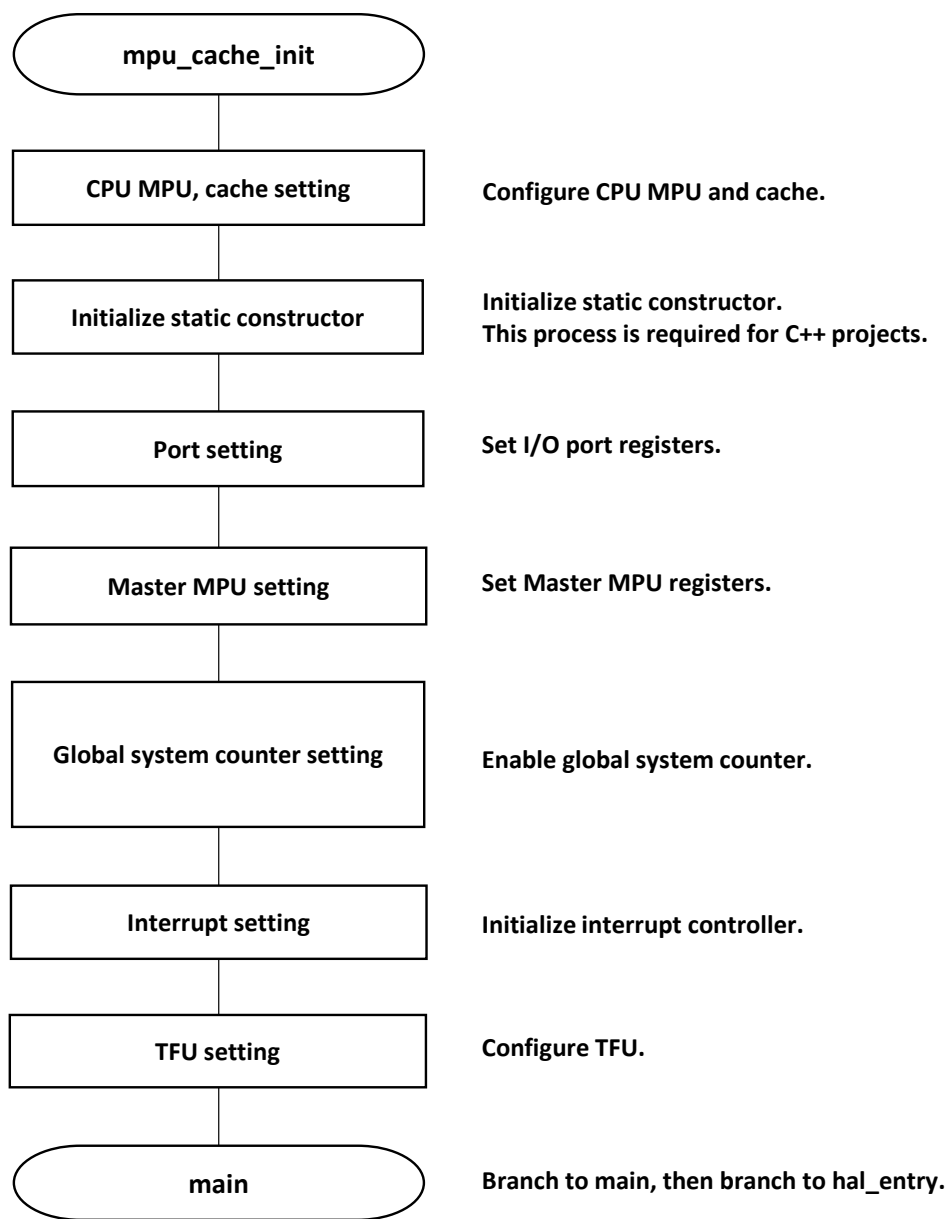 mpu_cache_init
CPU MPU, cache setting
Configure CPU MPU and cache.
Initialize static constructor
Initialize static constructor.
This process is required for C++ projects.
Port setting
Set I/O port registers.
Master MPU setting
Set Master MPU registers.
Global system counter setting
Enable global system counter.
Interrupt setting
Initialize interrupt controller.
TFU setting
Configure TFU.
main
Branch to main, then branch to hal_entry.